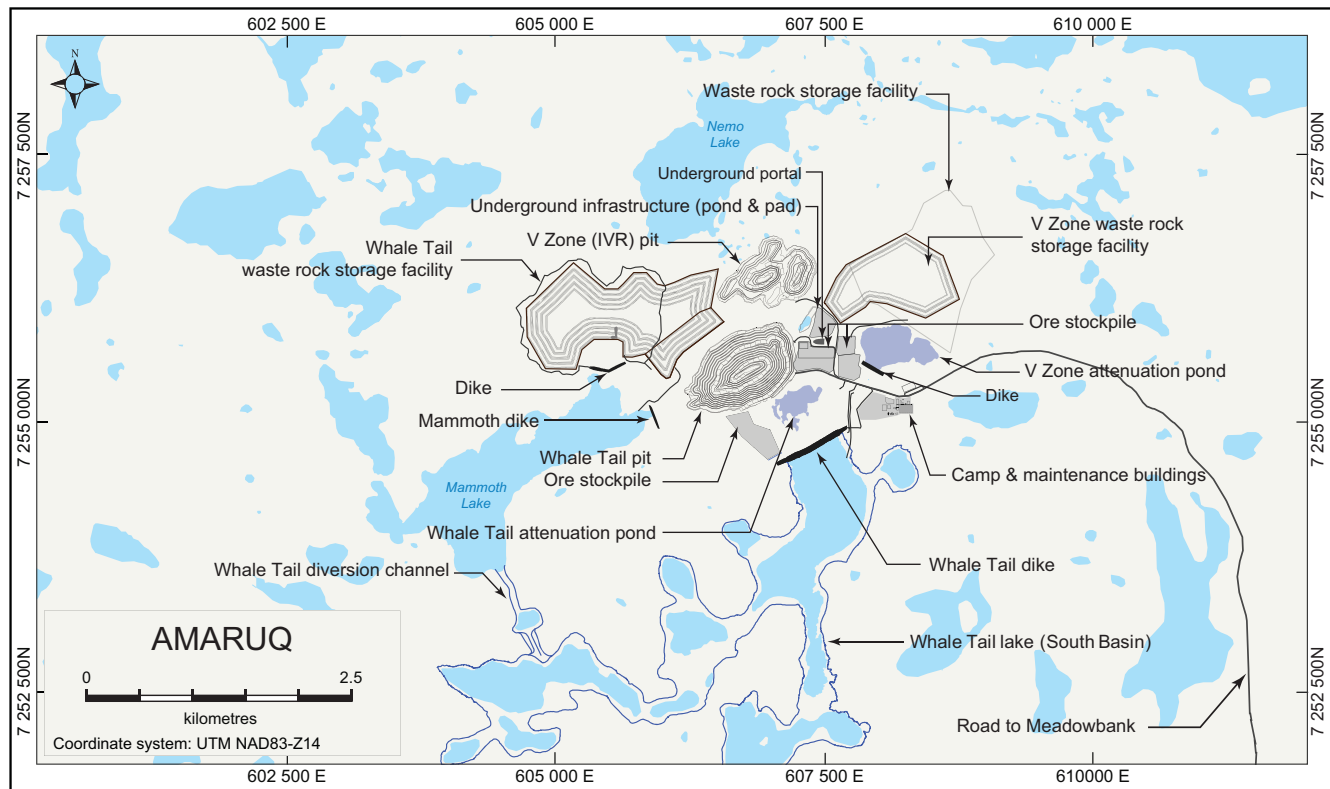 602 500 E
605 000 E
607 500 E
610 000 E
N
7 257 500N
7 257 500N
Waste rock storage facility
Nemo
Lake
Underground portal
Underground infrastructure (pond & pad)
V Zone (IVR) pit
V Zone waste rock
storage facility
Whale Tail
waste rock storage facility
Ore stockpile
V Zone attenuation pond
Dike
Dike
Mammoth dike
7 255 000N
7 255 000N
Whale Tail pit
Ore stockpile
Camp & maintenance buildings
Mammoth
Lake
Whale Tail attenuation pond
Whale Tail diversion channel
Whale Tail dike
Whale Tail lake (South Basin)
Road to Meadowbank
AMARUQ
0
2.5
kilometres
Coordinate system: UTM NAD83-Z14
7 252 500N
7 252 500N
602 500 E
605 000 E
607 500 E
610000 E